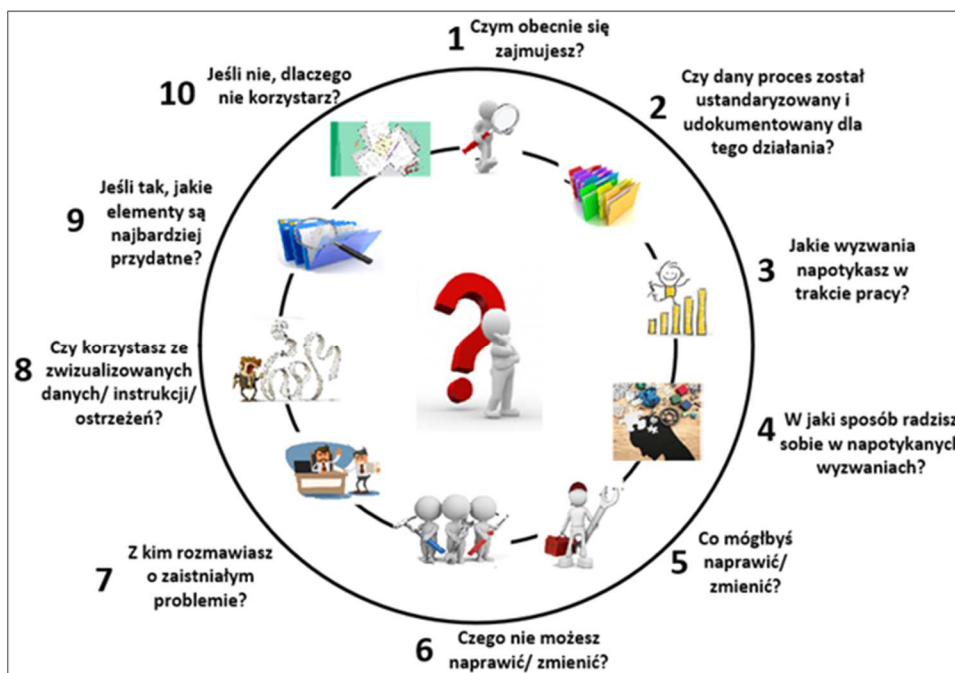 1 Czym obecnie się
zajmujesz?
2 Czy dany proces został
ustandaryzowany i
udokumentowany dla
tego działania?
3 Jakie wyzwania
napotykasz w
trakcie pracy?
4 W jaki sposób radzisz
sobie w napotykanych
wyzwaniach?
5 Co mógłbyś
naprawić/
zmienić?
6 Czego nie możesz
naprawić/ zmienić?
7 Z kim rozmawiasz
o zaistniałym
problemie?
8 Czy korzystasz ze
zwizualizowanych
danych/ instrukcji/
ostrzeżeń?
9 Jeśli tak, jakie
elementy są
najbardziej
przydatne?
10 Jeśli nie, dlaczego
nie korzystarz?